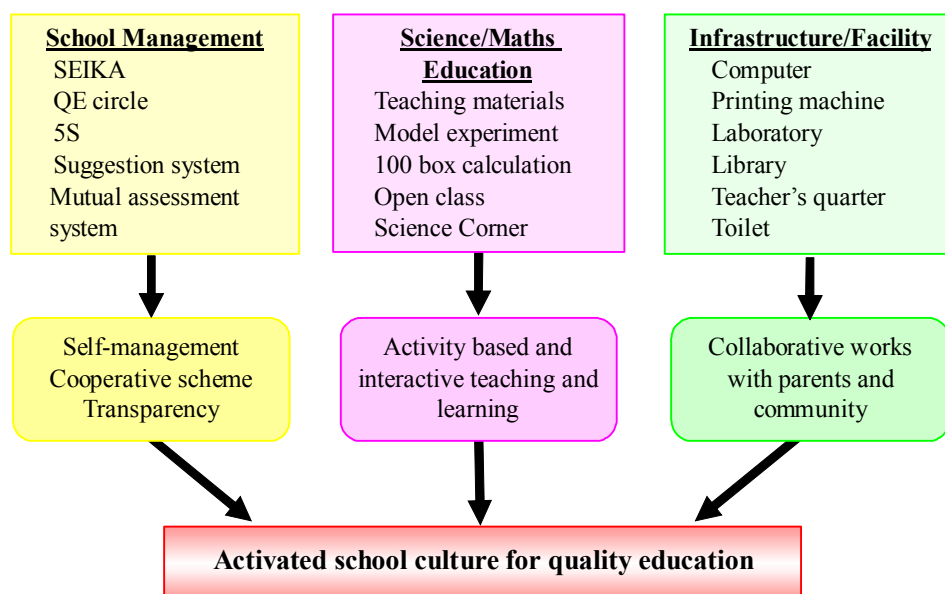 School Management
SEIKA
QE circle
5S
Suggestion system
Mutual assessment
system
Science/Maths
Education
Teaching materials
Model experiment
100 box calculation
Open class
Science Corner
Infrastructure/Facility
Computer
Printing machine
Laboratory
Library
Teacher’s quarter
Toilet
Self-management
Cooperative scheme
Transparency
Activity based and
interactive teaching and
learning
Collaborative works
with parents and
community
Activated school culture for quality education